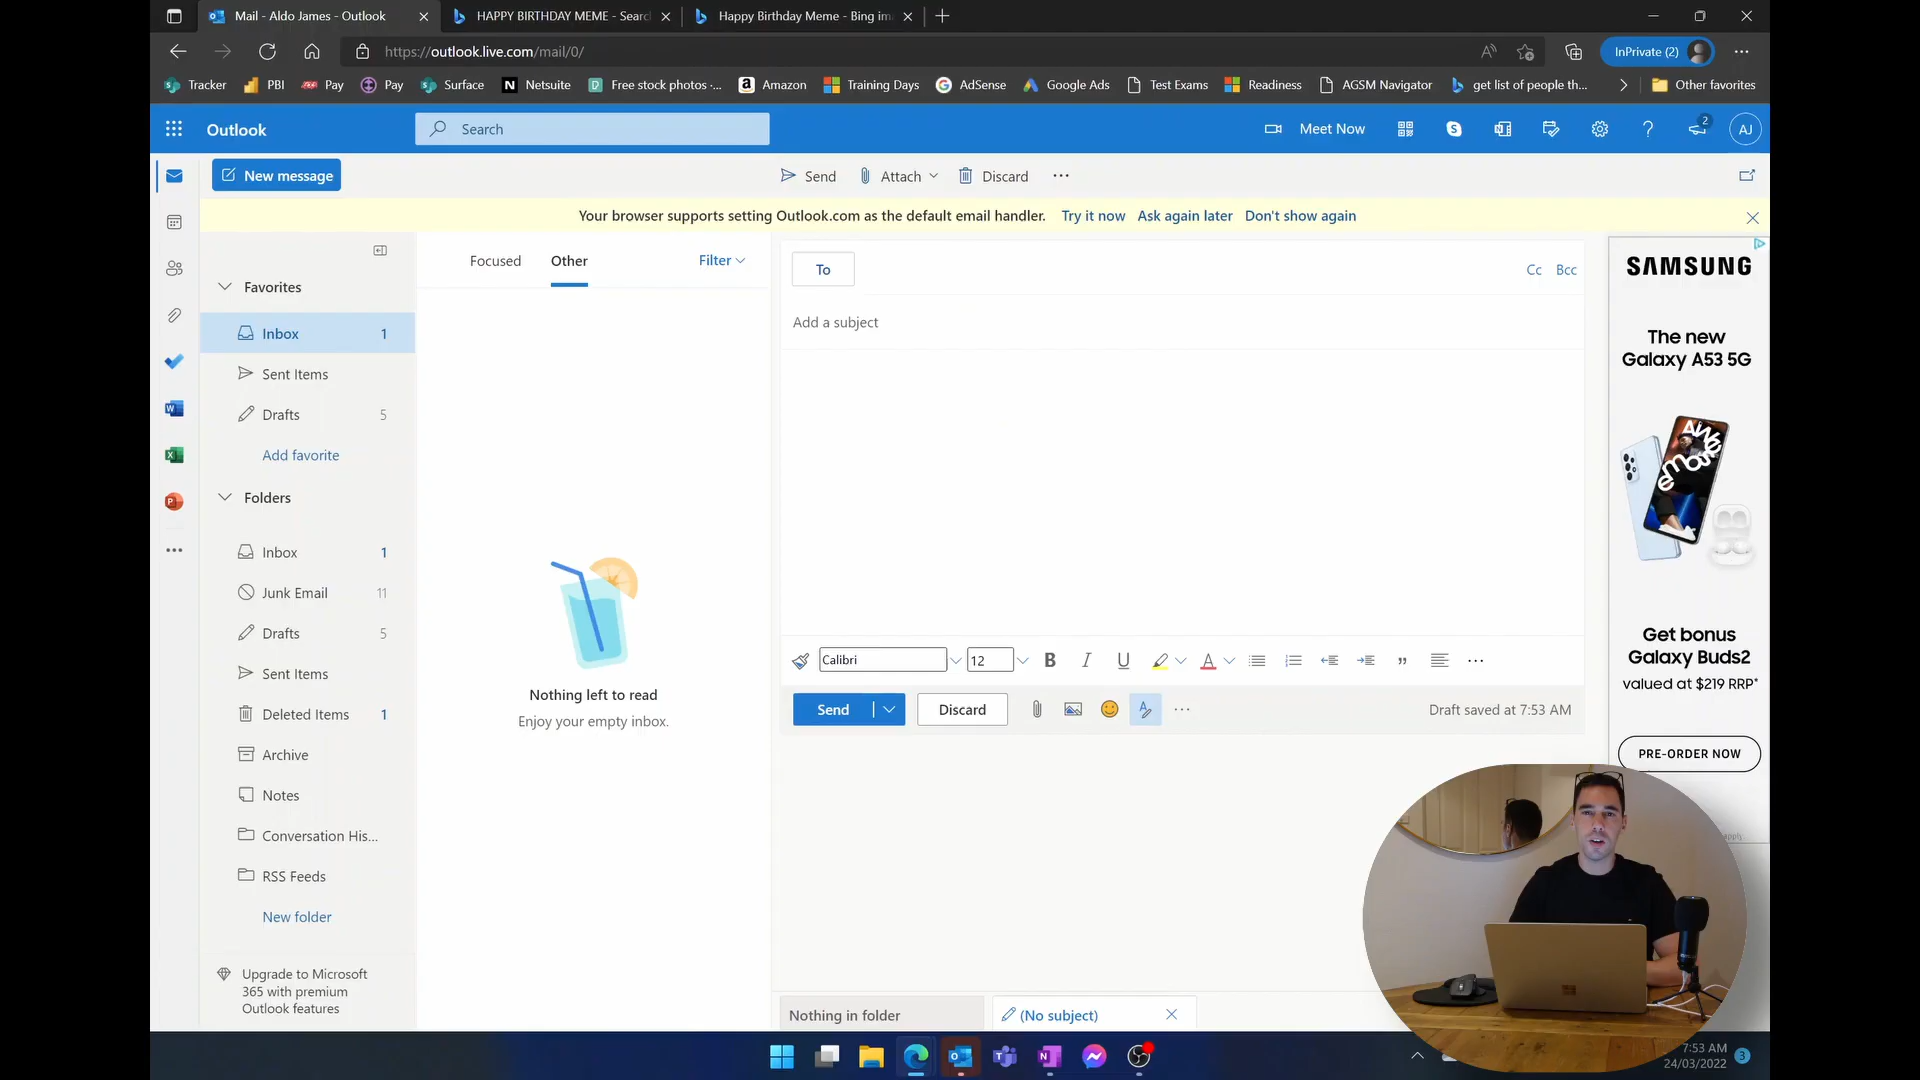 Mail - Aldo James - Outlook
HAPPY BIRTHDAY MEME - Searc
Happy Birthday Meme - Bing im
https://outlook.live.com/mail/0/
InPrivate (2)
Tracker
PBI
Pay
Pay
Surface
Netsuite
Free stock photos ·...
Amazon
Training Days
AdSense
Google Ads
Test Exams
Readiness
AGSM Navigator
get list of people th...
Other favorites
Outlook
Search
Meet Now
2
AJ
New message
Send
Attach
Discard
Your browser supports setting Outlook.com as the default email handler. Try it now Ask again later Don't show again
Favorites
Inbox 1
Sent Items
Drafts 5
Add favorite
Folders
Inbox 1
Junk Email 11
Drafts 5
Sent Items
Deleted Items 1
Archive
Notes
Conversation His...
RSS Feeds
New folder
Upgrade to Microsoft
365 with premium
Outlook features
Focused
Other
Filter
Nothing left to read
Enjoy your empty inbox.
To
Cc Bcc
Add a subject
Calibri
12
B I U
Send
Discard
Draft saved at 7:53 AM
Nothing in folder
(No subject)
SAMSUNG
The new
Galaxy A53 5G
Awe
some
Get bonus
Galaxy Buds2
valued at $219 RRP*
PRE-ORDER NOW
apply.
7:53 AM
24/03/2022
3